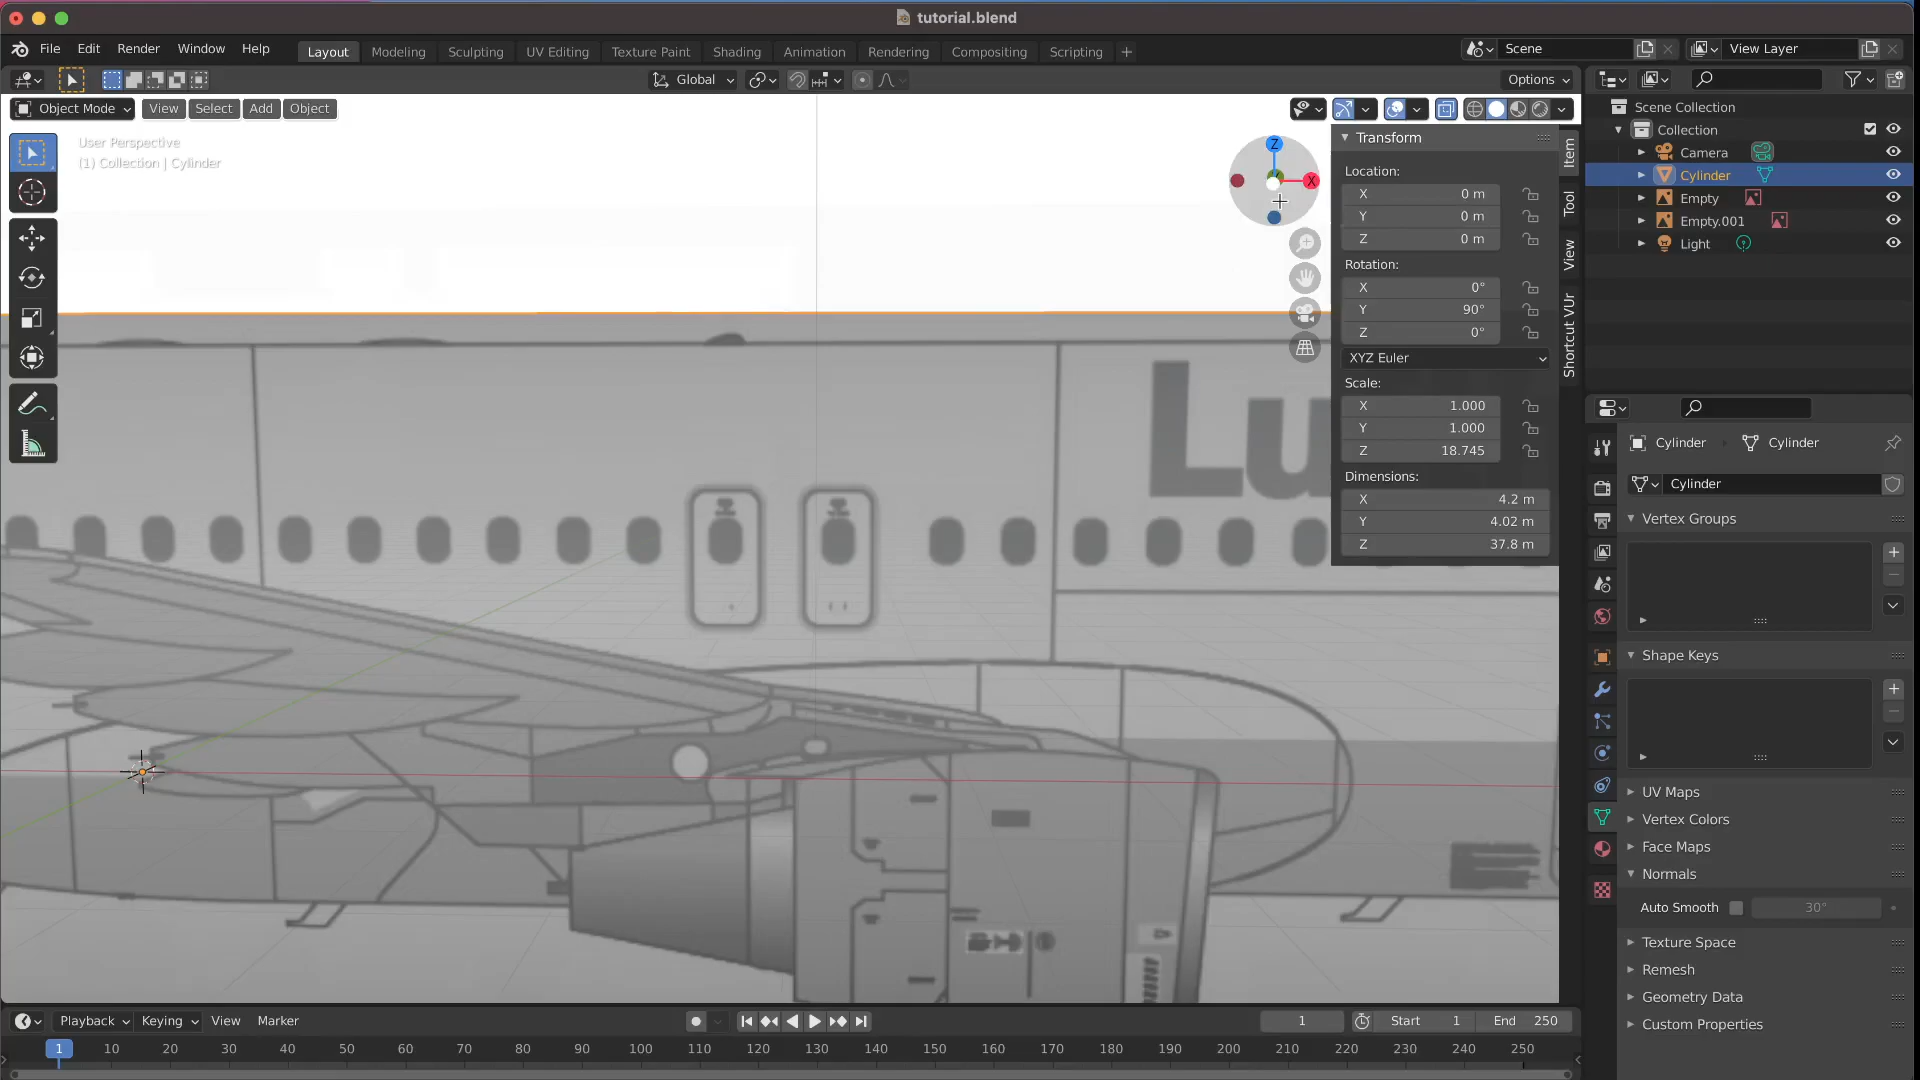 tutorial.blend
File Edit Render Window Help Layout Modeling Sculpting UV Editing Texture Paint Shading Animation Rendering Compositing Scripting + Scene View Layer
Global Options
Object Mode View Select Add Object
User Perspective
(1) Collection | Cylinder
Z
X
Transform
Location:
X 0 m
Y 0 m
Z 0 m
Rotation:
X 0°
Y 90°
Z 0°
XYZ Euler
Scale:
X 1.000
Y 1.000
Z 18.745
Dimensions:
X 4.2 m
Y 4.02 m
Z 37.8 m
Item
Tool
View
Shortcut VUr
Lu
Scene Collection
Collection
Camera
Cylinder
Empty
Empty.001
Light
Cylinder Cylinder
Cylinder
Vertex Groups
Shape Keys
UV Maps
Vertex Colors
Face Maps
Normals
Auto Smooth 30°
Texture Space
Remesh
Geometry Data
Custom Properties
Playback Keying View Marker 1 Start 1 End 250
1 10 20 30 40 50 60 70 80 90 100 110 120 130 140 150 160 170 180 190 200 210 220 230 240 250